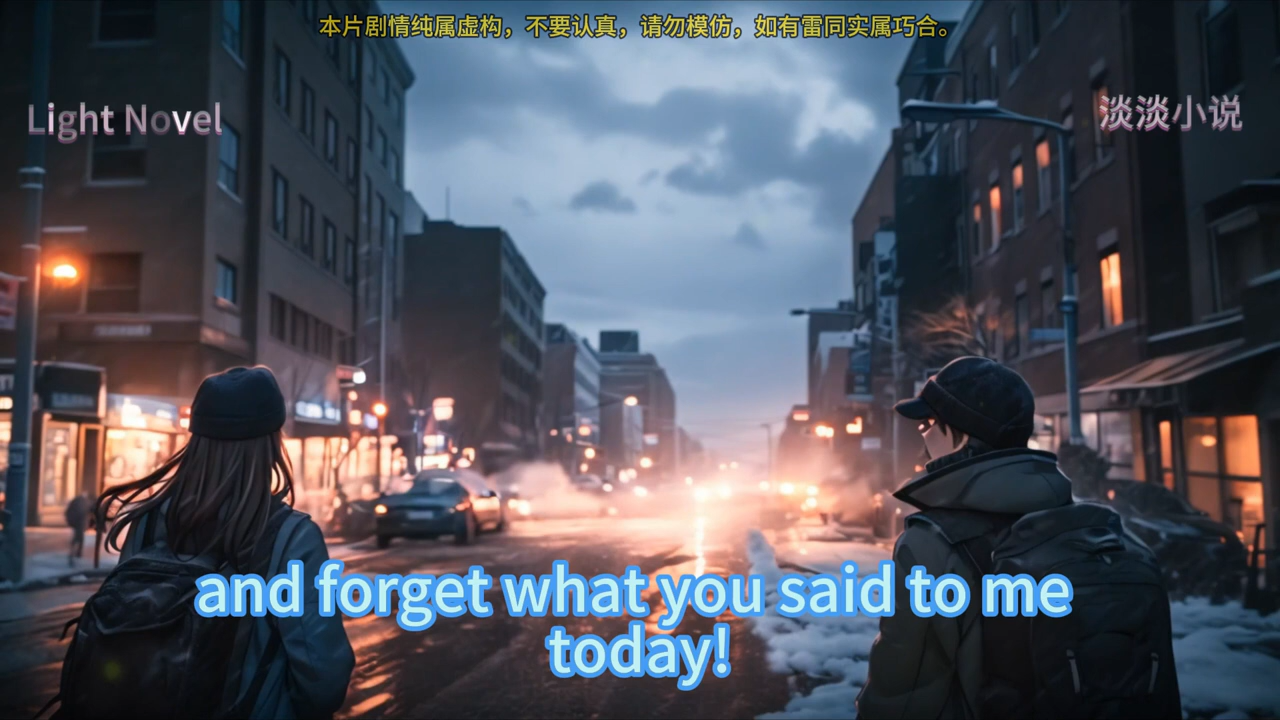 本片剧情纯属虚构，不要认真，请勿模仿，如有雷同实属巧合。
Light Novel
淡淡小说
and forget what you said to me
today!